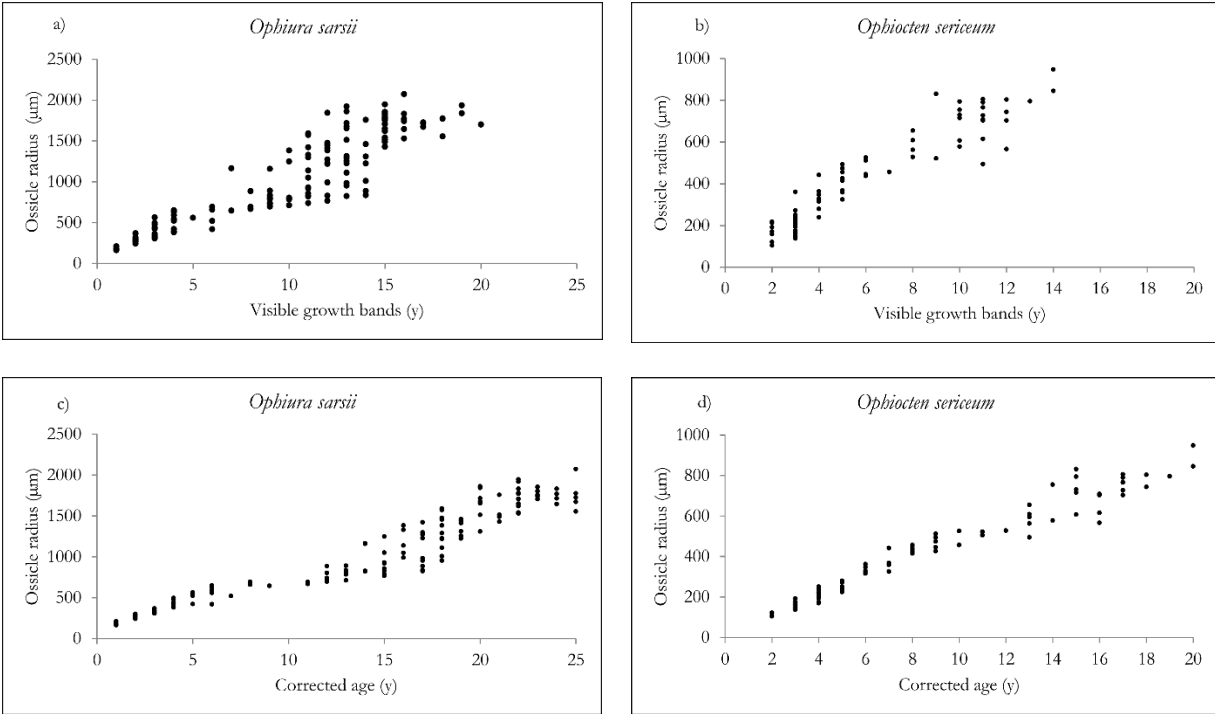 a) Ophiura sarsii
2500
2000
1500
1000
500
0
Ossicle radius (µm)
0 5 10 15 20 25
Visible growth bands (y)
b) Ophiocten sericeum
1000
800
600
400
200
0
Ossicle radius (µm)
0 2 4 6 8 10 12 14 16 18 20
Visible growth bands (y)
c) Ophiura sarsii
2500
2000
1500
1000
500
0
Ossicle radius (µm)
0 5 10 15 20 25
Corrected age (y)
d) Ophiocten sericeum
1000
800
600
400
200
0
Ossicle radius (µm)
0 2 4 6 8 10 12 14 16 18 20
Corrected age (y)